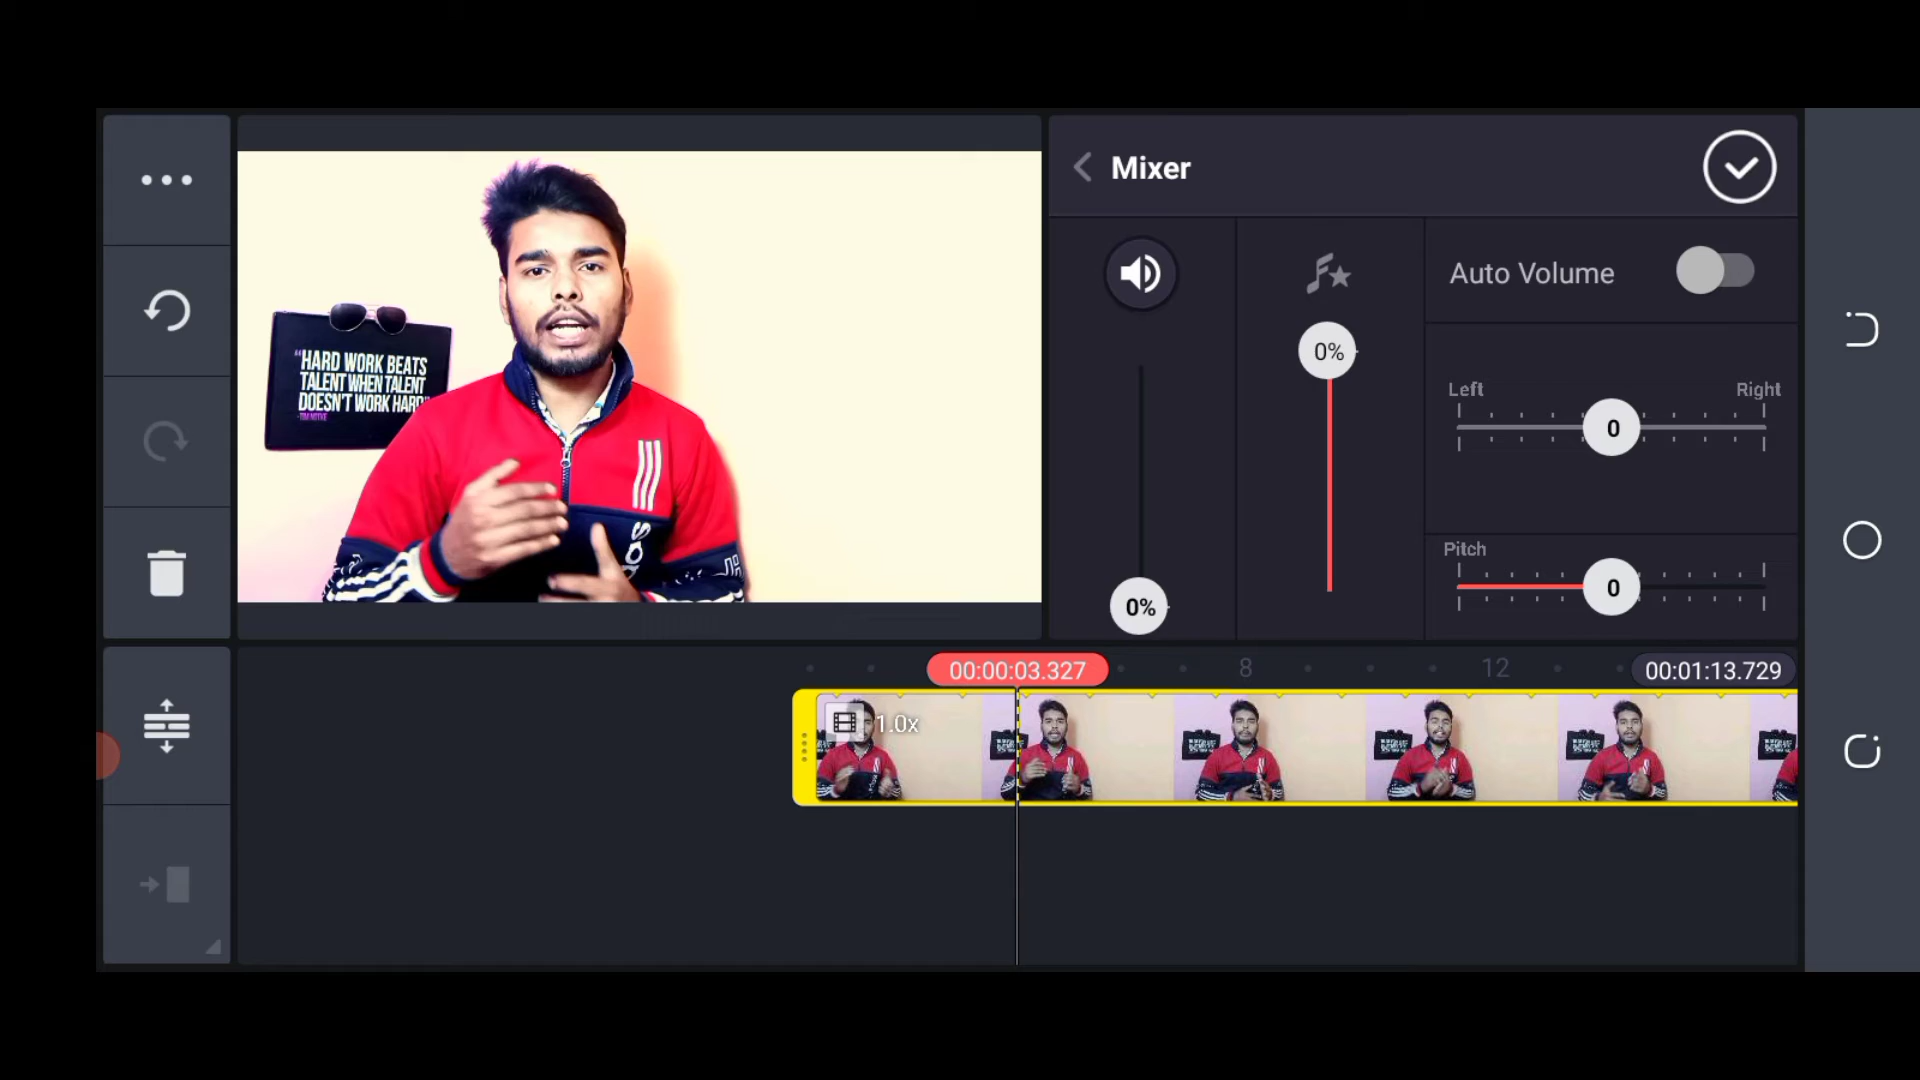 Mixer
"HARD WORK BEATS
TALENT WHEN TALENT
DOESN'T WORK HARD"
0%
0%
Auto Volume
Left
Right
0
Pitch
0
00:00:03.327
8
12
00:01:13.729
1.0x